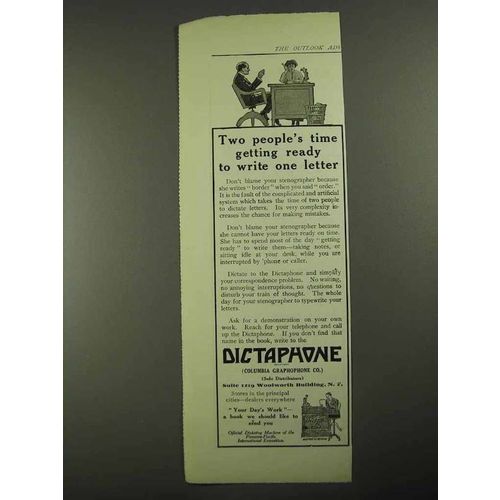 THE OUTLOOK AD
Two people's time
getting ready
to write one letter
Don't blame your stenographer because
she writes "border" when you said "order."
It is the fault of the complicated and artificial
system which takes the time of two people
to dictate letters. Its very complexity in-
creases the chance for making mistakes.
Don't blame your stenographer because
she cannot have your letters ready on time.
She has to spend most of the day "getting
ready" to write them—taking notes, or
sitting idle at your desk, while you are
interrupted by 'phone or caller.
Dictate to the Dictaphone and simplify
your correspondence problem. No waiting,
no annoying interruptions, no questions to
disturb your train of thought. The whole
day for your stenographer to typewrite your
letters.
Ask for a demonstration on your own
work. Reach for your telephone and call
up the Dictaphone. If you don't find that
name in the book, write to the
DICTAPHONE
(COLUMBIA GRAPHOPHONE CO.)
(Sole Distributors)
Suite 1219 Woolworth Building, N. Y.
Stores in the principal
cities—dealers everywhere
"Your Day's Work"—
a book we should like to
send you
Official Dictating Machine of the
Panama-Pacific
International Exposition.